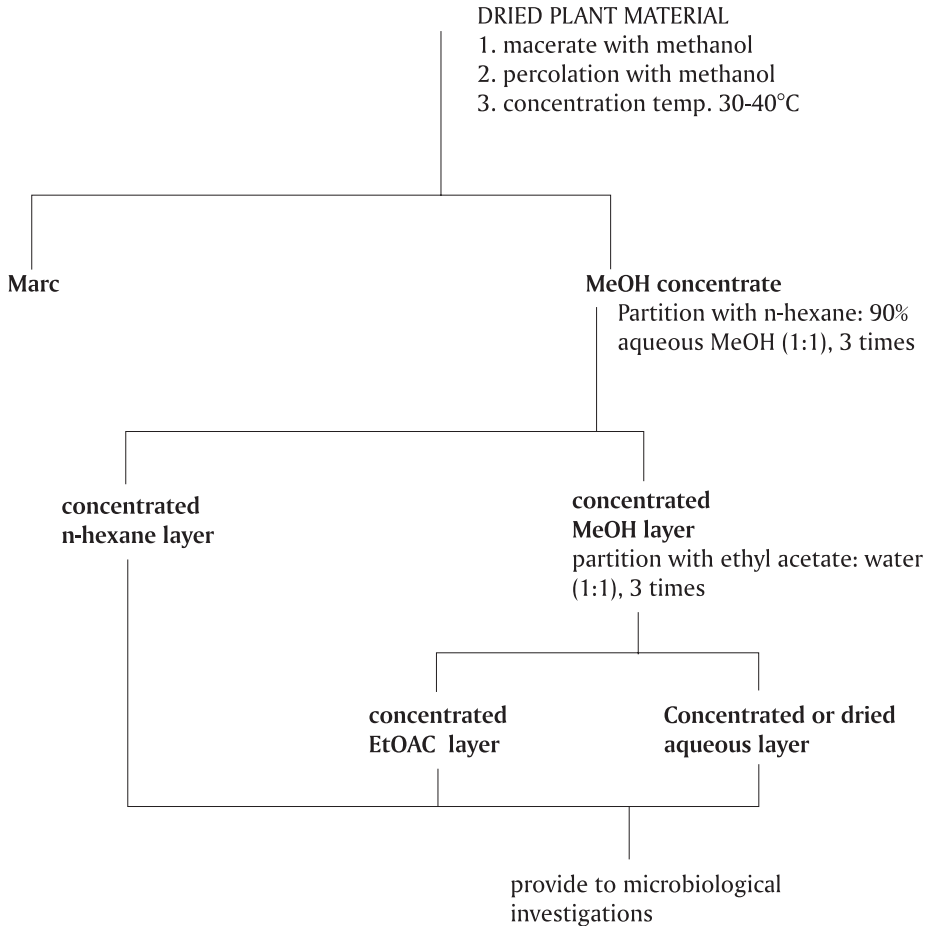 DRIED PLANT MATERIAL
1. macerate with methanol
2. percolation with methanol
3. concentration temp. 30-40°C
Marc
MeOH concentrate
Partition with n-hexane: 90%
aqueous MeOH (1:1), 3 times
concentrated
n-hexane layer
concentrated
MeOH layer
partition with ethyl acetate: water
(1:1), 3 times
concentrated
EtOAC layer
Concentrated or dried
aqueous layer
provide to microbiological
investigations